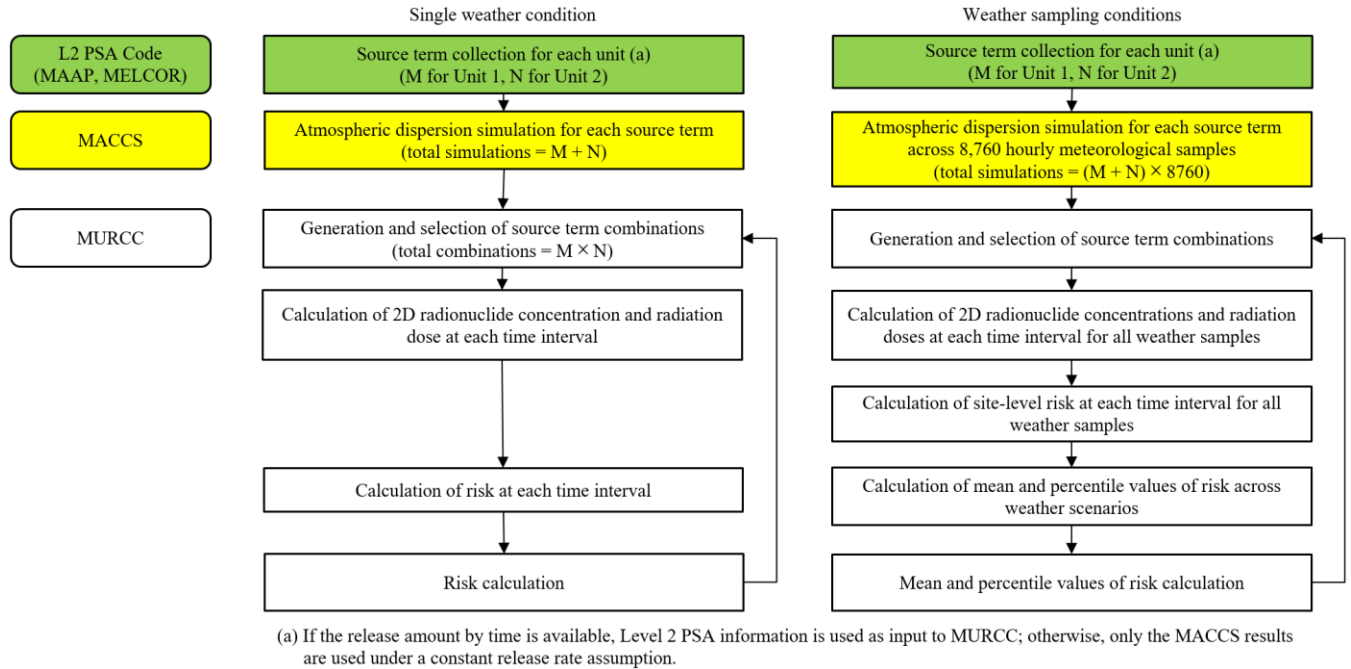 Single weather condition
Weather sampling conditions
L2 PSA Code
(MAAP, MELCOR)
Source term collection for each unit (a)
(M for Unit 1, N for Unit 2)
Source term collection for each unit (a)
(M for Unit 1, N for Unit 2)
MACCS
Atmospheric dispersion simulation for each source term
(total simulations = M + N)
Atmospheric dispersion simulation for each source term
across 8,760 hourly meteorological samples
(total simulations = (M + N) × 8760)
MURCC
Generation and selection of source term combinations
(total combinations = M × N)
Generation and selection of source term combinations
Calculation of 2D radionuclide concentration and radiation
dose at each time interval
Calculation of 2D radionuclide concentrations and radiation
doses at each time interval for all weather samples
Calculation of site-level risk at each time interval for all
weather samples
Calculation of risk at each time interval
Calculation of mean and percentile values of risk across
weather scenarios
Risk calculation
Mean and percentile values of risk calculation
(a) If the release amount by time is available, Level 2 PSA information is used as input to MURCC; otherwise, only the MACCS results
are used under a constant release rate assumption.